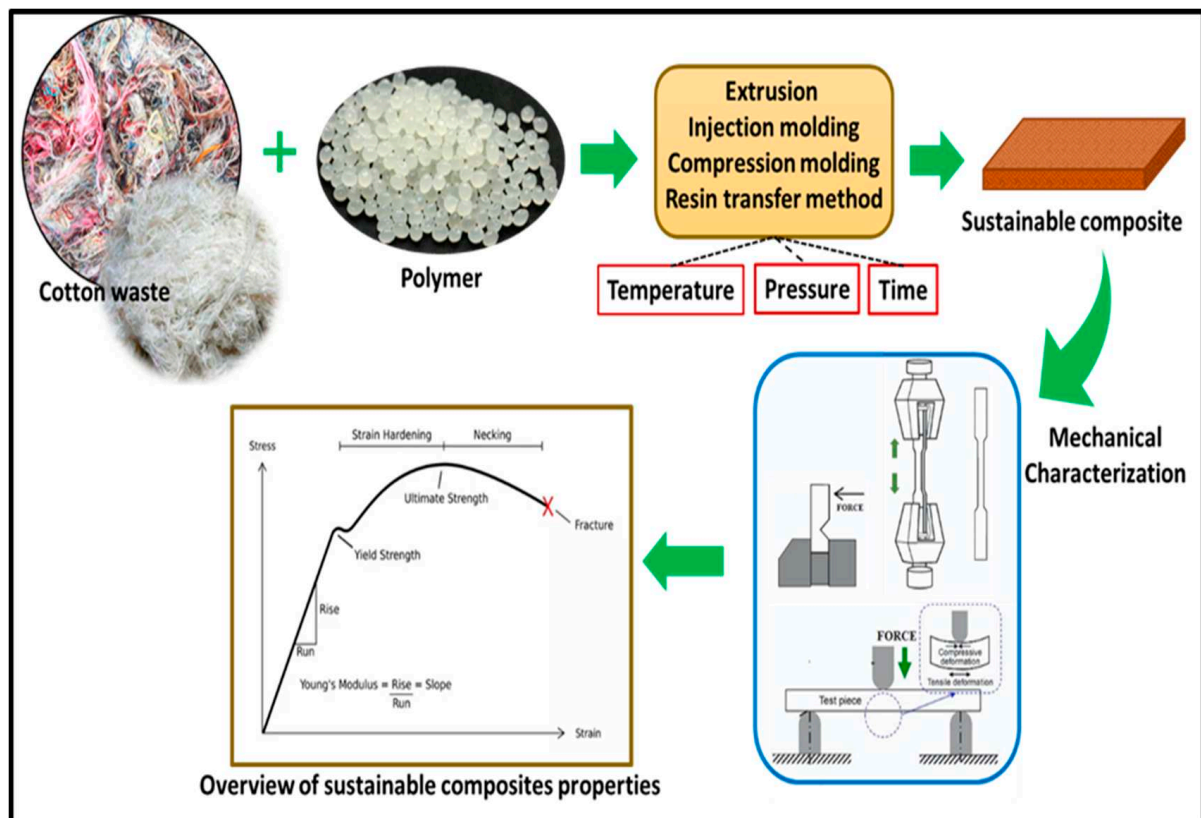 Cotton waste
+
Polymer
Extrusion
Injection molding
Compression molding
Resin transfer method
Temperature
Pressure
Time
Sustainable composite
Mechanical
Characterization
FORCE
FORCE
Compressive
deformation
Tensile deformation
Test piece
Stress
Strain Hardening
Necking
Ultimate Strength
Fracture
Yield Strength
Rise
Run
Young's Modulus = Rise = Slope
Run
Strain
Overview of sustainable composites properties